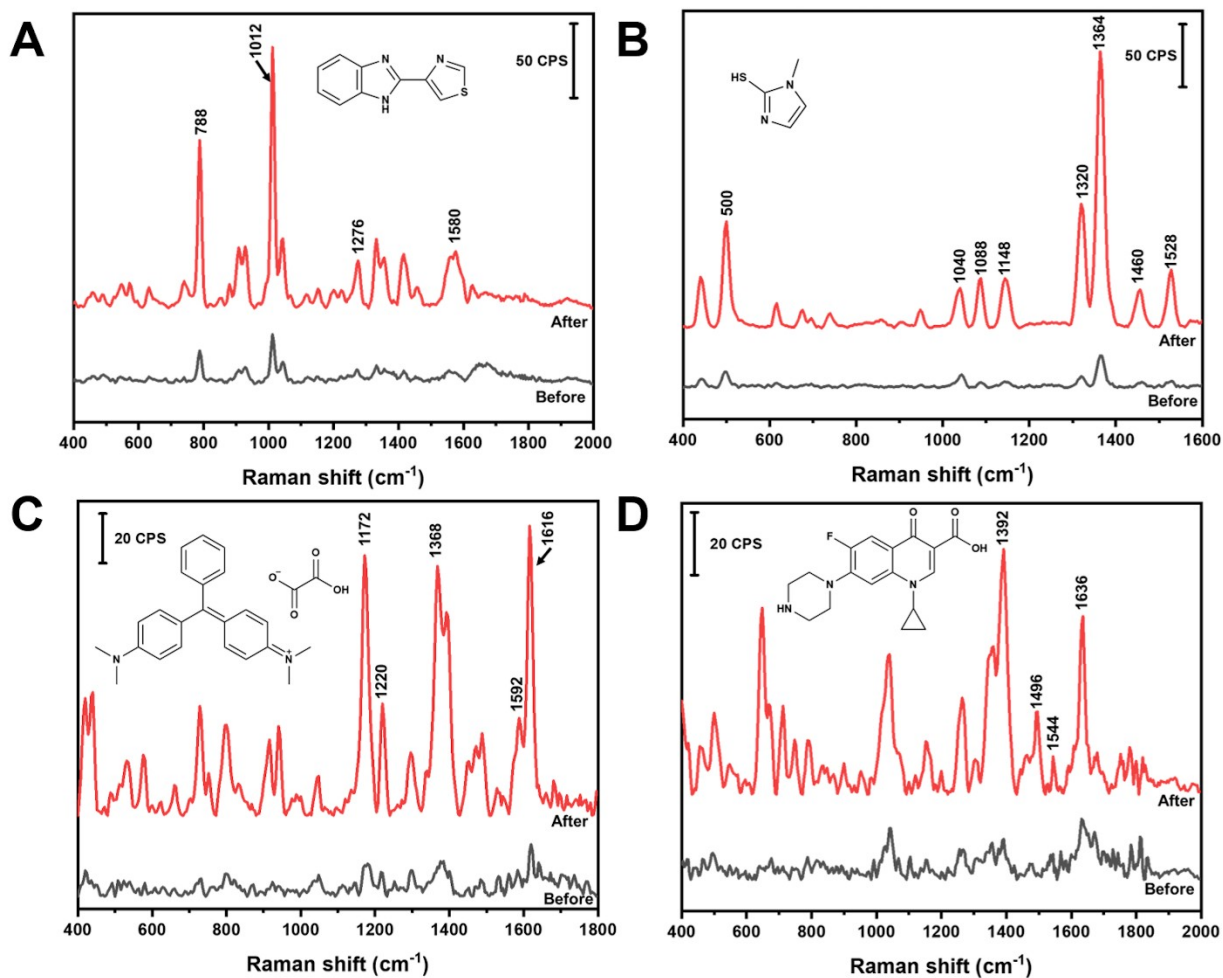 A
1012
50 CPS
N
N
N
H
S
788
1276
1580
After
Before
400 600 800 1000 1200 1400 1600 1800 2000
Raman shift (cm⁻¹)
B
1364
50 CPS
HS
N
N
1320
500
1040
1088
1148
1460
1528
After
Before
400 600 800 1000 1200 1400 1600
Raman shift (cm⁻¹)
C
20 CPS
1172
1368
1616
O
O⁻
OH
O
N
N⁺
1220
1592
After
Before
400 600 800 1000 1200 1400 1600 1800
Raman shift (cm⁻¹)
D
20 CPS
O
O
F
OH
N
N
HN
1392
1636
1496
1544
After
Before
400 600 800 1000 1200 1400 1600 1800 2000
Raman shift (cm⁻¹)